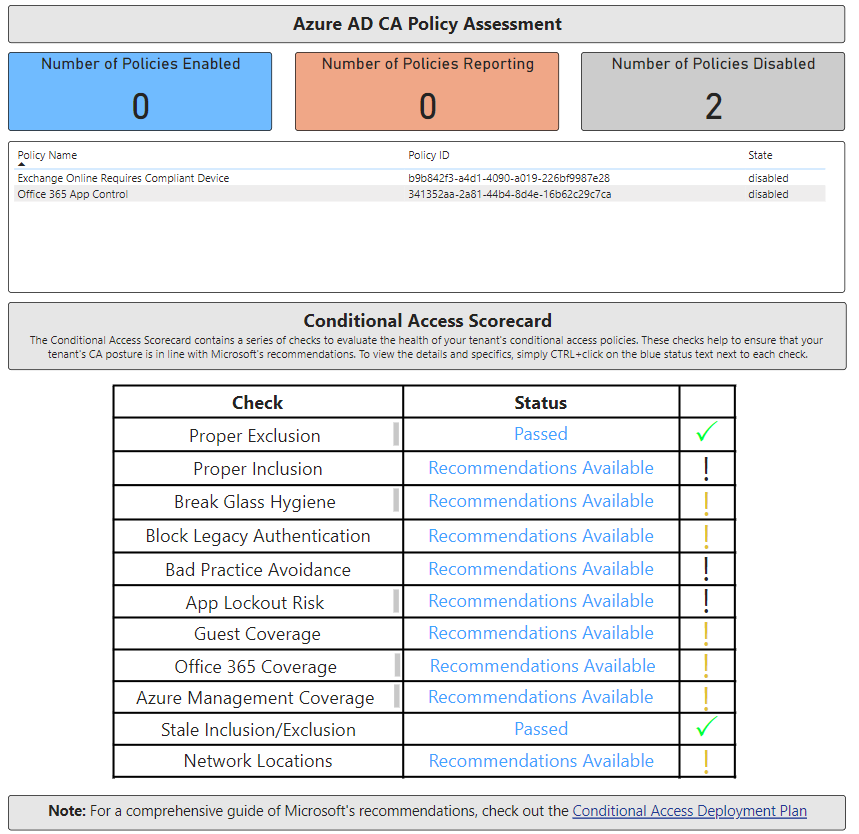 Azure AD CA Policy Assessment
Number of Policies Enabled
0
Number of Policies Reporting
0
Number of Policies Disabled
2
Policy Name Policy ID State
Exchange Online Requires Compliant Device b9b842f3-a4d1-4090-a019-226bf9987e28 disabled
Office 365 App Control 341352aa-2a81-44b4-8d4e-16b62c29c7ca disabled
Conditional Access Scorecard
The Conditional Access Scorecard contains a series of checks to evaluate the health of your tenant's conditional access policies. These checks help to ensure that your
tenant's CA posture is in line with Microsoft's recommendations. To view the details and specifics, simply CTRL+click on the blue status text next to each check.
Check Status
Proper Exclusion Passed ✓
Proper Inclusion Recommendations Available !
Break Glass Hygiene Recommendations Available !
Block Legacy Authentication Recommendations Available !
Bad Practice Avoidance Recommendations Available !
App Lockout Risk Recommendations Available !
Guest Coverage Recommendations Available !
Office 365 Coverage Recommendations Available !
Azure Management Coverage Recommendations Available !
Stale Inclusion/Exclusion Passed ✓
Network Locations Recommendations Available !
Note: For a comprehensive guide of Microsoft's recommendations, check out the Conditional Access Deployment Plan